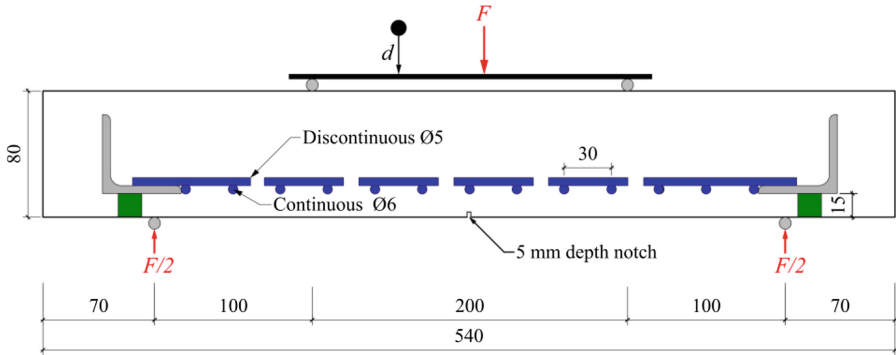 F
d
Discontinuous Ø5
30
80
Continuous Ø6
15
5 mm depth notch
F/2
F/2
70
100
200
100
70
540